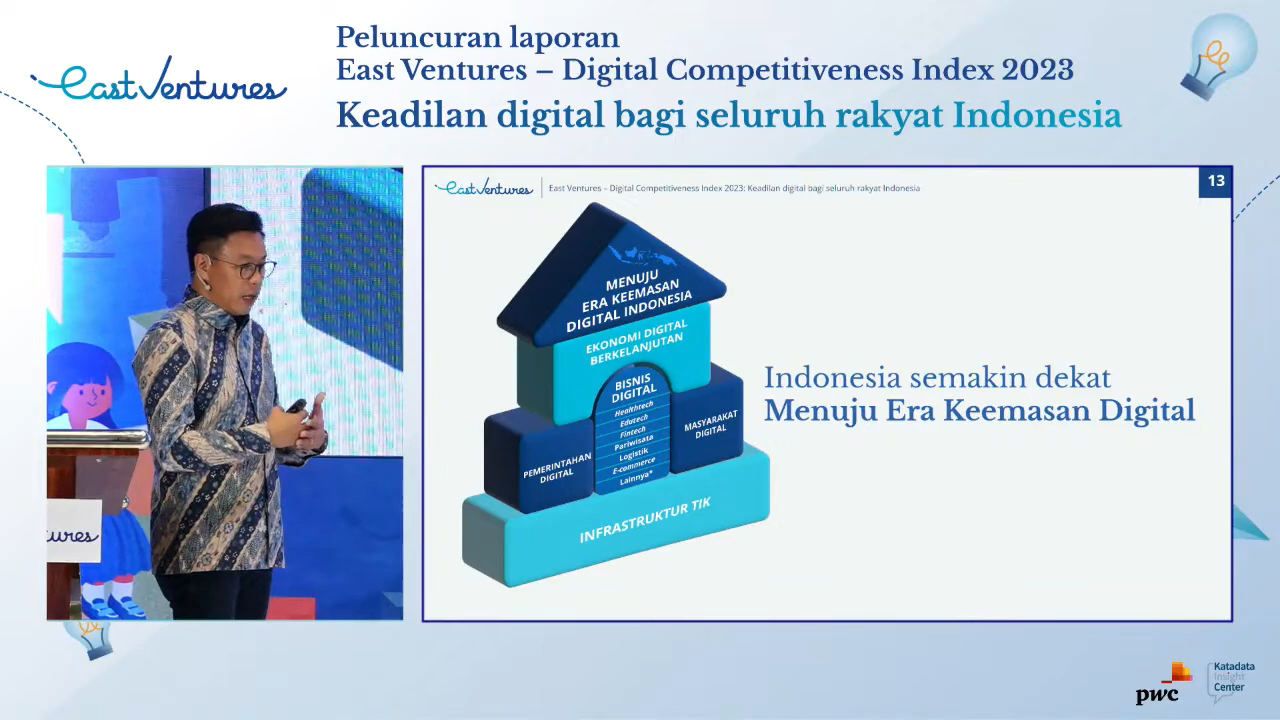 East Ventures
Peluncuran laporan
East Ventures – Digital Competitiveness Index 2023
Keadilan digital bagi seluruh rakyat Indonesia
ures
East Ventures
East Ventures – Digital Competitiveness Index 2023: Keadilan digital bagi seluruh rakyat Indonesia
13
MENUJU
ERA KEEMASAN
DIGITAL INDONESIA
EKONOMI DIGITAL
BERKELANJUTAN
BISNIS
DIGITAL
Healthtech
Edutech
Fintech
Pariwisata
Logistik
E-commerce
Lainnya*
PEMERINTAHAN
DIGITAL
MASYARAKAT
DIGITAL
INFRASTRUKTUR TIK
Indonesia semakin dekat
Menuju Era Keemasan Digital
pwc
Katadata
Insight
Center